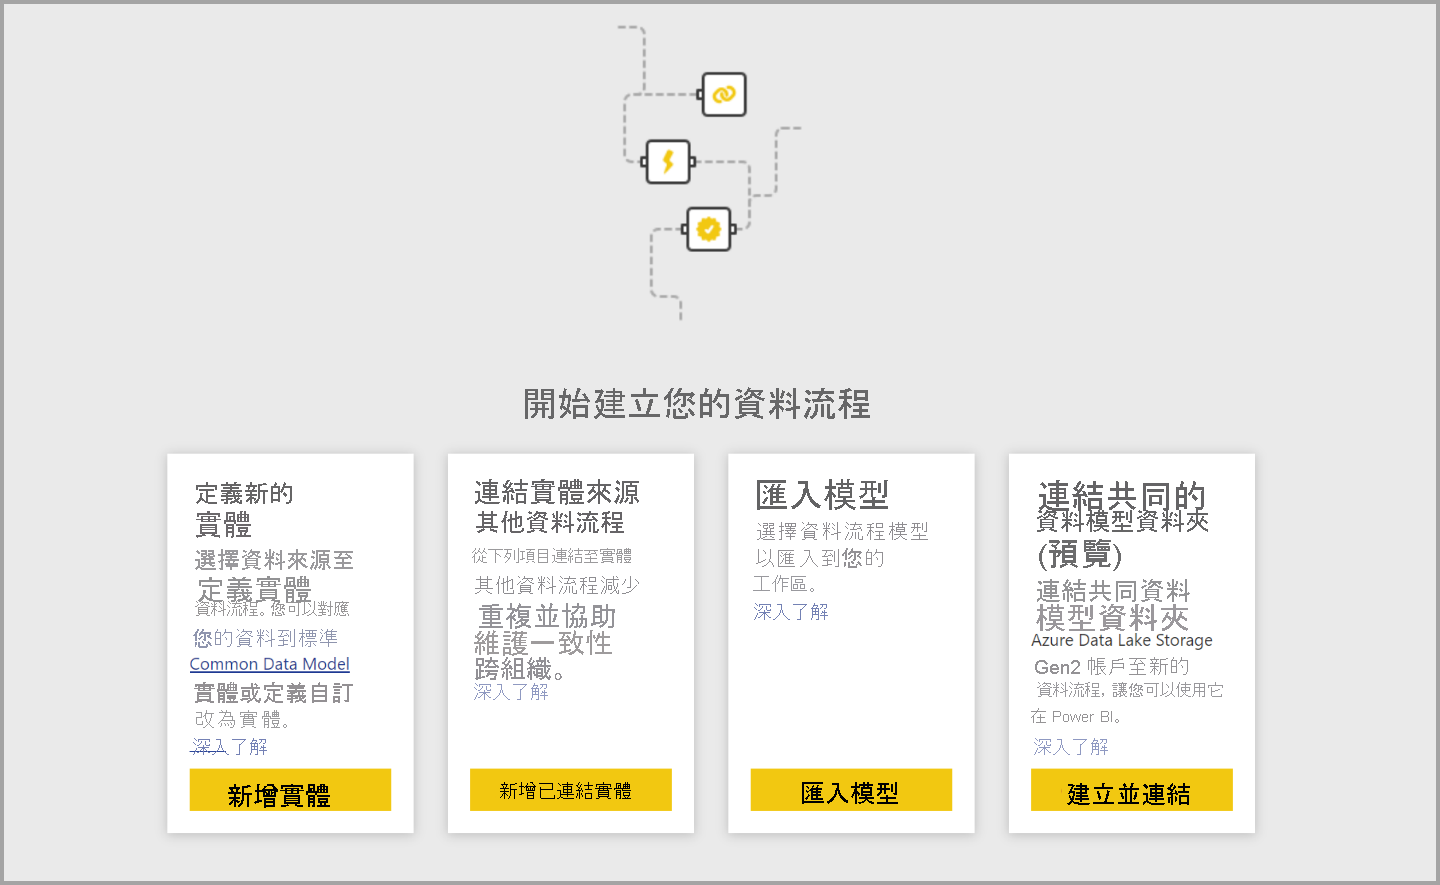 開始建立您的資料流程
定義新的
實體
選擇資料來源至
定義實體
資料流程。您可以對應
您的資料到標準
Common Data Model
實體或定義自訂
改為實體。
深入了解
新增實體
連結實體來源
其他資料流程
從下列項目連結至實體
其他資料流程減少
重複並協助
維護一致性
跨組織。
深入了解
新增已連結實體
匯入模型
選擇資料流程模型
以匯入到您的
工作區。
深入了解
匯入模型
連結共同的
資料模型資料夾
(預覽)
連結共同資料
模型資料夾
Azure Data Lake Storage
Gen2 帳戶至新的
資料流程，讓您可以使用它
在 Power BI。
深入了解
建立並連結